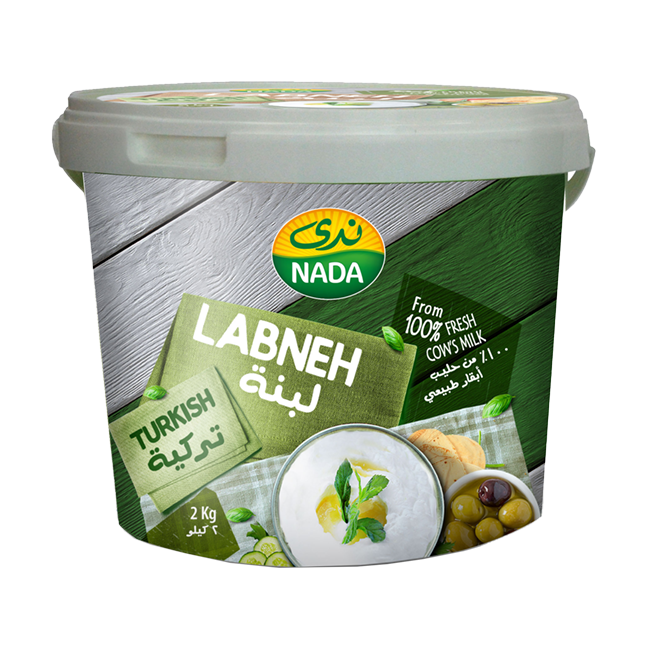 ندى
NADA
LABNEH
لبنة
From
100% FRESH
COW'S MILK
١٠٠٪ من حليب
أبقار طبيعي
TURKISH
تركية
2 Kg
٢ كيلو